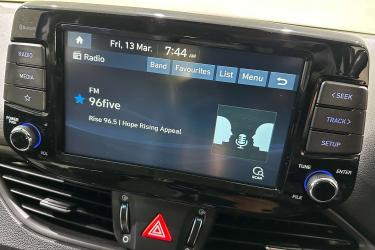 Fri, 13 Mar. 7:44 AM
Radio
Band Favourites List Menu
FM
96five
Rise 96.5 | Hope Rising Appeal
SCAN
RADIO
MEDIA
POWER
VOL
SEEK
TRACK
SETUP
TUNE ENTER
FILE